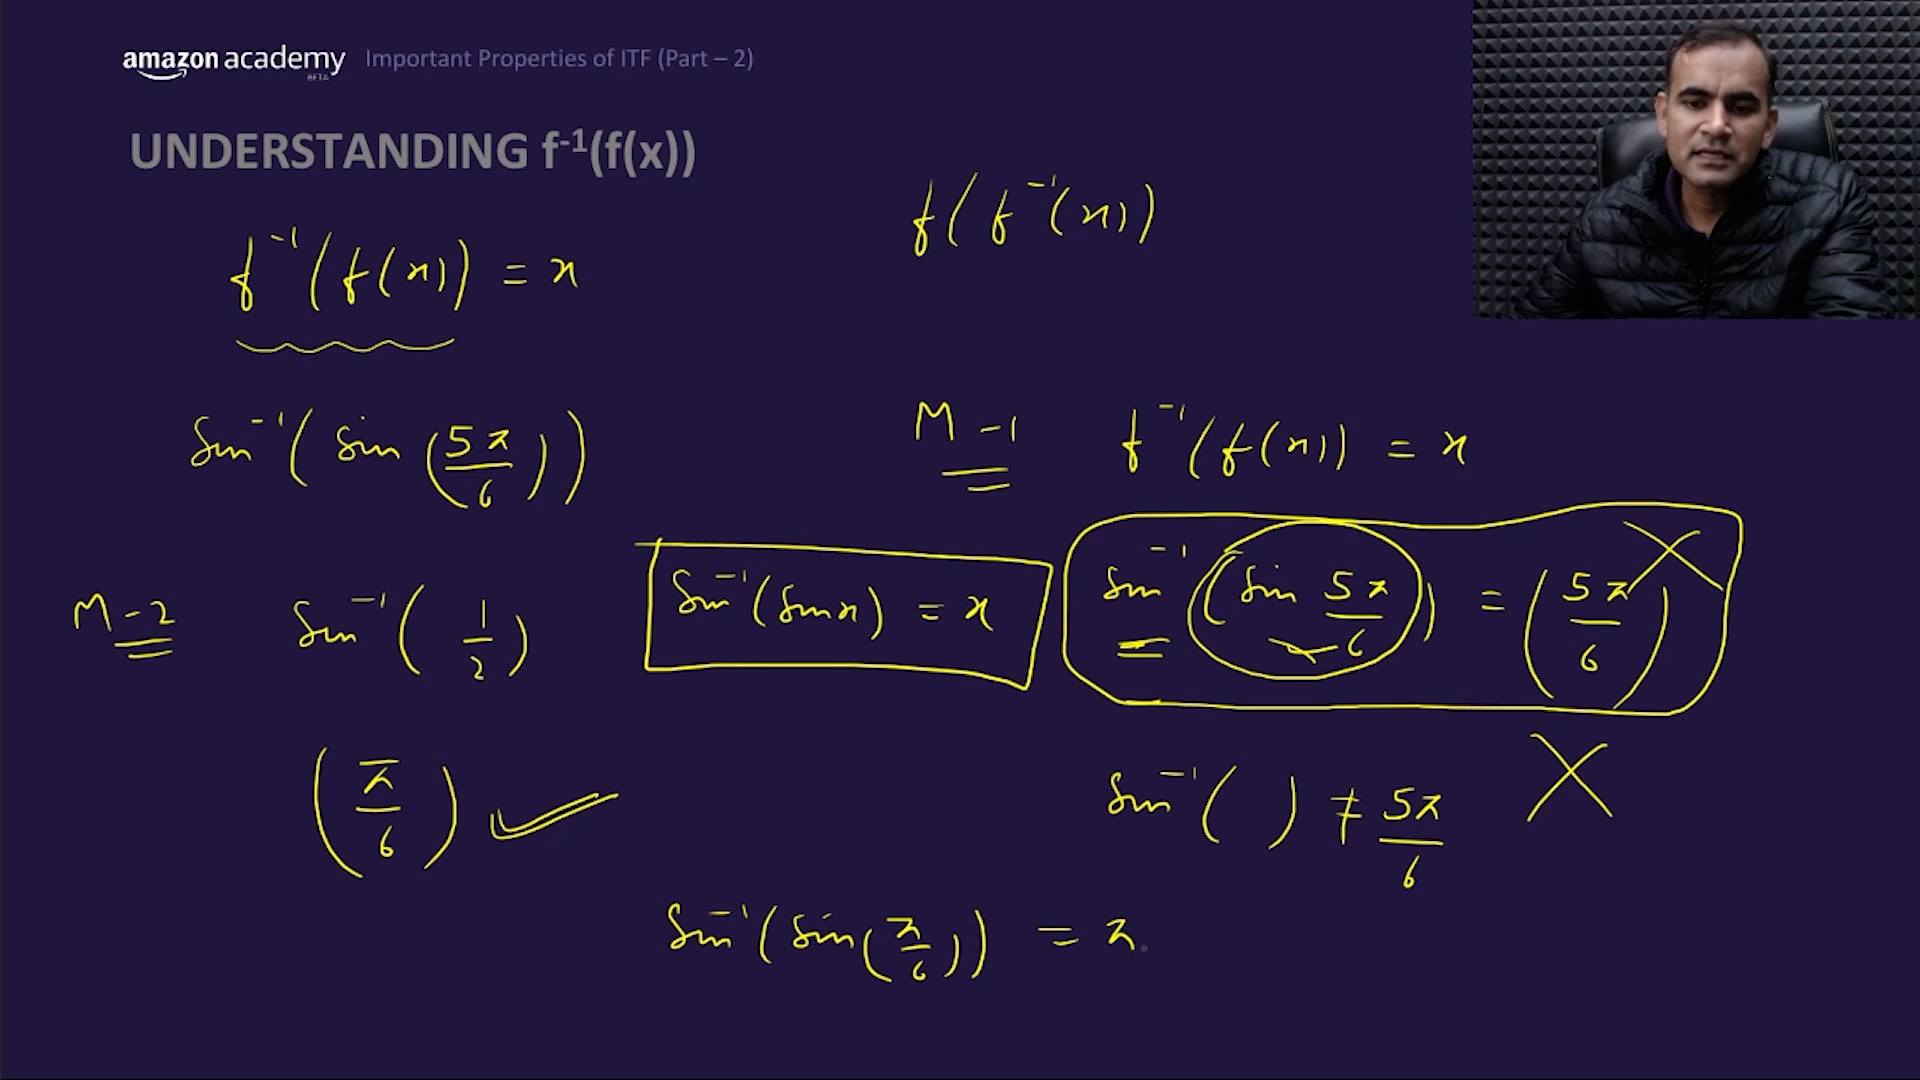 amazon academy
BETA
Important Properties of ITF (Part – 2)
UNDERSTANDING f⁻¹(f(x))
f(f⁻¹(x))
f⁻¹(f(x)) = x
sin⁻¹(sin(5π/6))
M-1 f⁻¹(f(x)) = x
M-2 sin⁻¹(1/2)
sin⁻¹(sin x) = x
sin⁻¹(sin 5π/6) = (5π/6)
(π/6)
sin⁻¹( ) ≠ 5π/6
sin⁻¹(sin(π/6)) = π